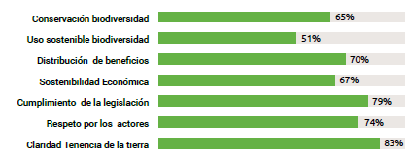 Conservación biodiversidad 65%
Uso sostenible biodiversidad 51%
Distribución de beneficios 70%
Sostenibilidad Económica 67%
Cumplimiento de la legislación 79%
Respeto por los actores 74%
Claridad Tenencia de la tierra 83%